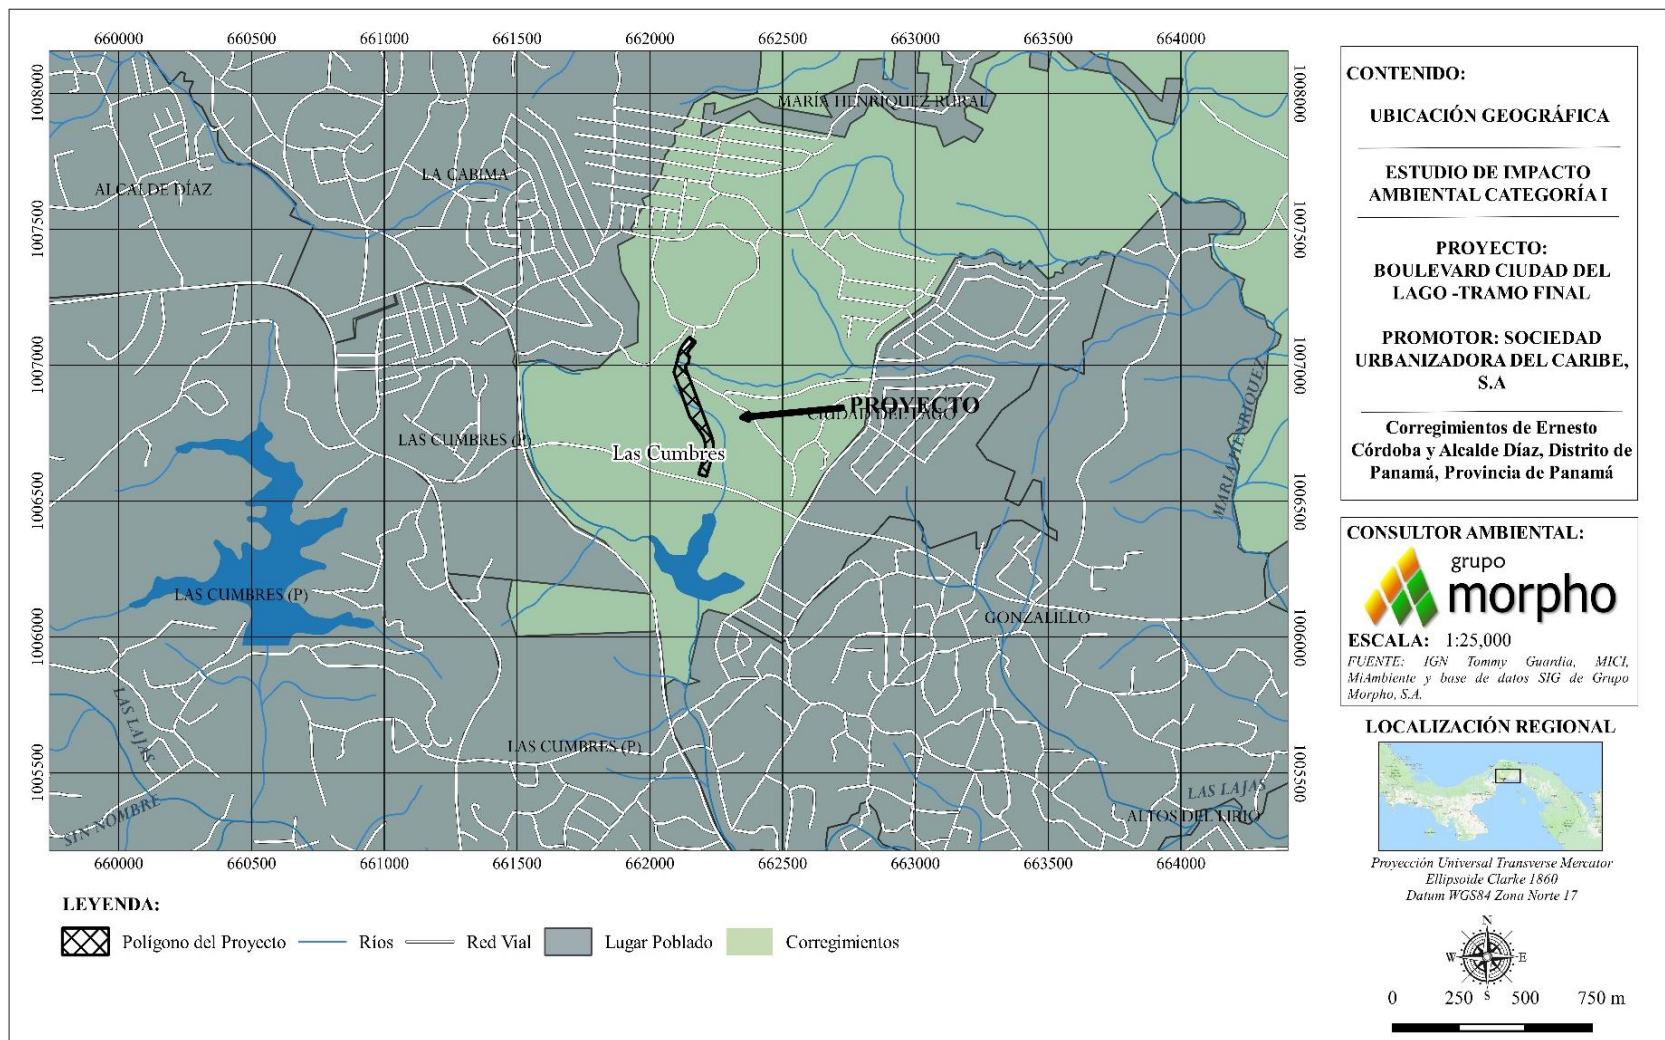 660000 660500 661000 661500 662000 662500 663000 663500 664000
1008000 1008000
1007500 1007500
1007000 1007000
1006500 1006500
1006000 1006000
1005500 1005500
MARÍA HENRÍQUEZ RURAL
LA CABIMA
ALCALDE DÍAZ
PROYECTO
CIUDAD DEL LAGO
LAS CUMBRES (P)
Las Cumbres
MARIA HENRIQUEZ
LAS CUMBRES (P)
GONZALILLO
LAS LAJAS
LAS CUMBRES (P)
LAS LAJAS
SIN NOMBRE
ALTOS DEL LIRIO
660000 660500 661000 661500 662000 662500 663000 663500 664000
LEYENDA:
Polígono del Proyecto Ríos Red Vial Lugar Poblado Corregimientos
CONTENIDO:
UBICACIÓN GEOGRÁFICA
ESTUDIO DE IMPACTO
AMBIENTAL CATEGORÍA I
PROYECTO:
BOULEVARD CIUDAD DEL
LAGO -TRAMO FINAL
PROMOTOR: SOCIEDAD
URBANIZADORA DEL CARIBE,
S.A
Corregimientos de Ernesto
Córdoba y Alcalde Díaz, Distrito de
Panamá, Provincia de Panamá
CONSULTOR AMBIENTAL:
grupo
morpho
ESCALA: 1:25,000
FUENTE: IGN Tommy Guardia, MICI,
MiAmbiente y base de datos SIG de Grupo
Morpho, S.A.
LOCALIZACIÓN REGIONAL
Proyección Universal Transverse Mercator
Ellipsoide Clarke 1860
Datum WGS84 Zona Norte 17
N
W E
S
0 250 500 750 m